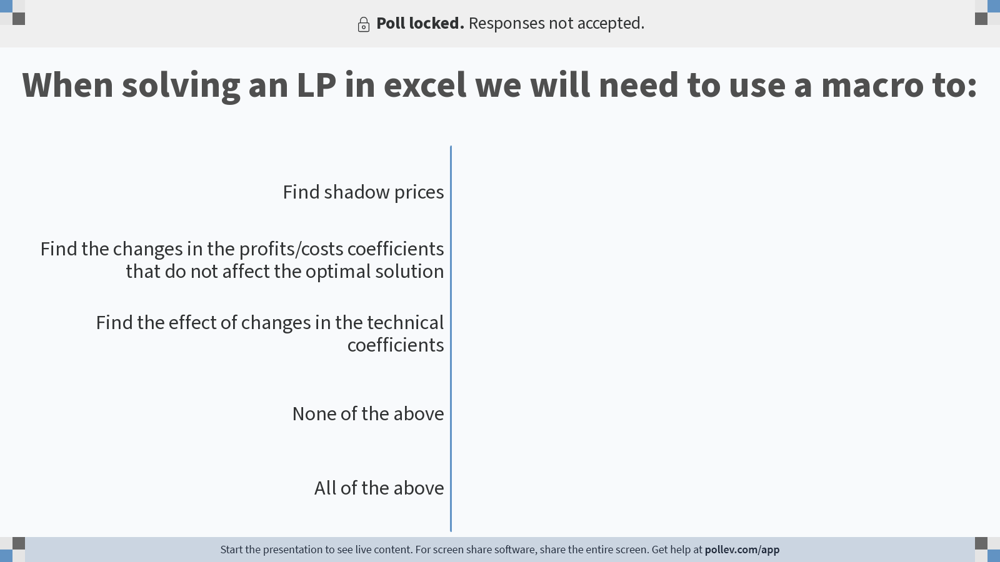 Poll locked. Responses not accepted.
When solving an LP in excel we will need to use a macro to:
Find shadow prices
Find the changes in the profits/costs coefficients
that do not affect the optimal solution
Find the effect of changes in the technical
coefficients
None of the above
All of the above
Start the presentation to see live content. For screen share software, share the entire screen. Get help at pollev.com/app